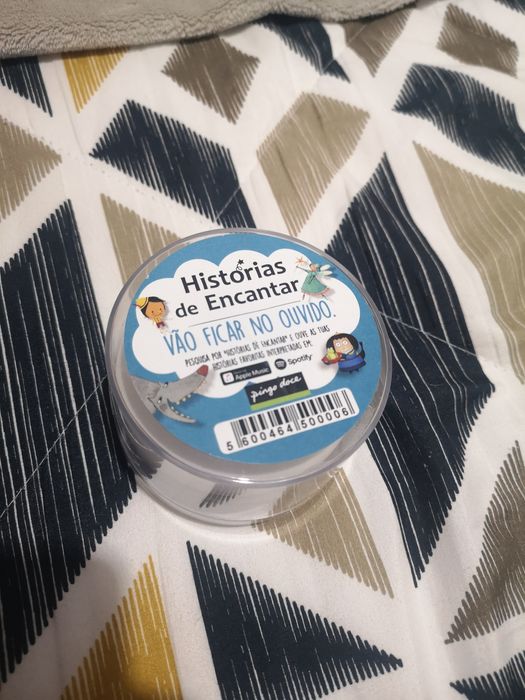 Histórias
de Encantar
VÃO FICAR NO OUVIDO.
PESQUISA POR "HISTÓRIAS DE ENCANTAR" E OUVE AS TUAS
HISTÓRIAS FAVORITAS INTERPRETADAS EM:
Apple Music Spotify
pingo doce
5 600464 500006